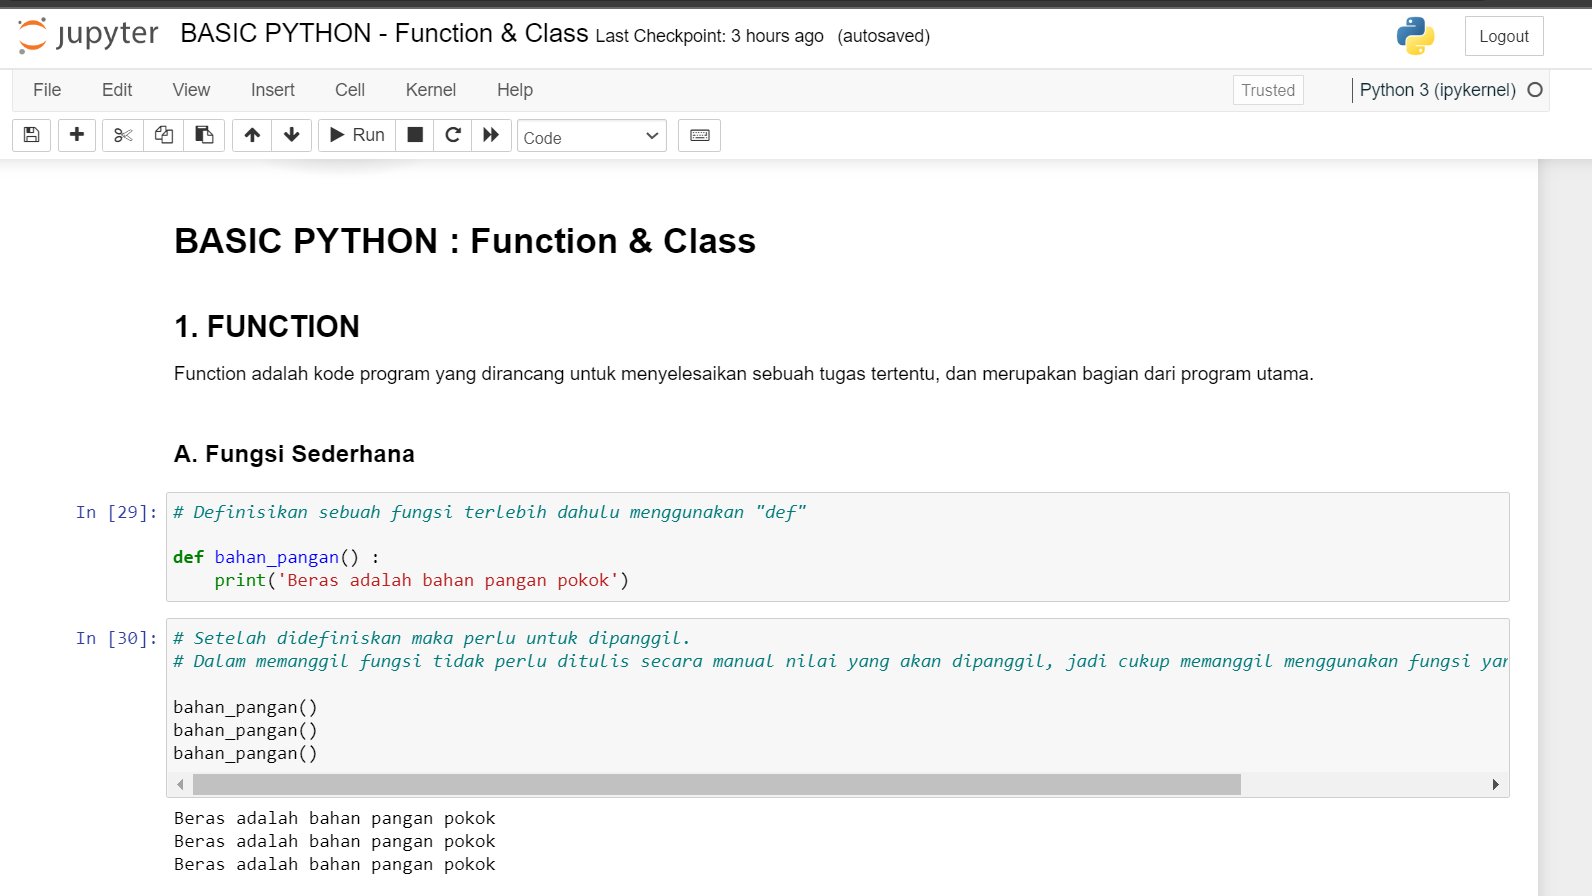 jupyter BASIC PYTHON - Function & Class Last Checkpoint: 3 hours ago (autosaved) Logout
File Edit View Insert Cell Kernel Help Trusted Python 3 (ipykernel)
Run Code
BASIC PYTHON : Function & Class
1. FUNCTION
Function adalah kode program yang dirancang untuk menyelesaikan sebuah tugas tertentu, dan merupakan bagian dari program utama.
A. Fungsi Sederhana
In [29]: # Definisikan sebuah fungsi terlebih dahulu menggunakan "def"
def bahan_pangan() :
    print('Beras adalah bahan pangan pokok')
In [30]: # Setelah didefiniskan maka perlu untuk dipanggil.
# Dalam memanggil fungsi tidak perlu ditulis secara manual nilai yang akan dipanggil, jadi cukup memanggil menggunakan fungsi
bahan_pangan()
bahan_pangan()
bahan_pangan()
Beras adalah bahan pangan pokok
Beras adalah bahan pangan pokok
Beras adalah bahan pangan pokok